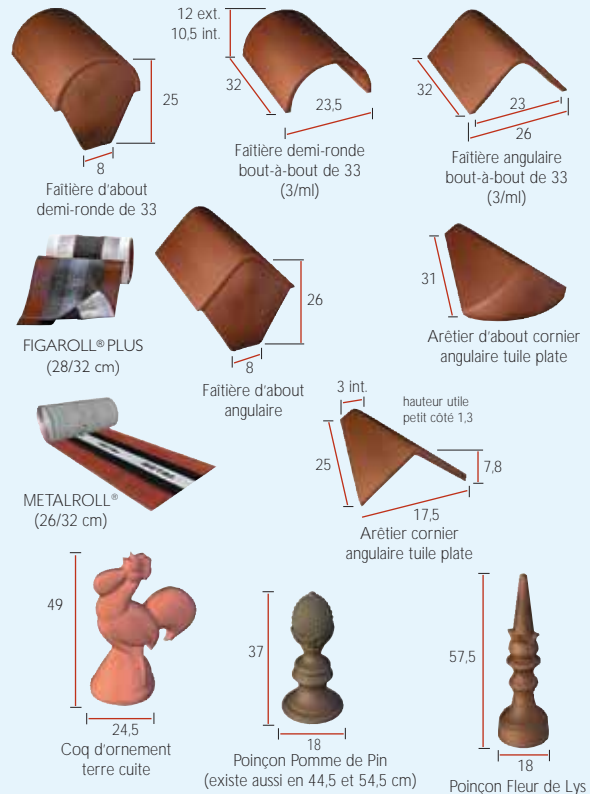 25
8
Faîtière d'about
demi-ronde de 33
12 ext.
10,5 int.
32
23,5
Faîtière demi-ronde
bout-à-bout de 33
(3/ml)
32
23
26
Faîtière angulaire
bout-à-bout de 33
(3/ml)
FIGAROLL® PLUS
(28/32 cm)
26
8
Faîtière d'about
angulaire
31
Arêtier d'about cornier
angulaire tuile plate
METALROLL®
(26/32 cm)
3 int.
hauteur utile
petit côté 1,3
25
7,8
17,5
Arêtier cornier
angulaire tuile plate
49
24,5
Coq d'ornement
terre cuite
37
18
Poinçon Pomme de Pin
(existe aussi en 44,5 et 54,5 cm)
57,5
18
Poinçon Fleur de Lys